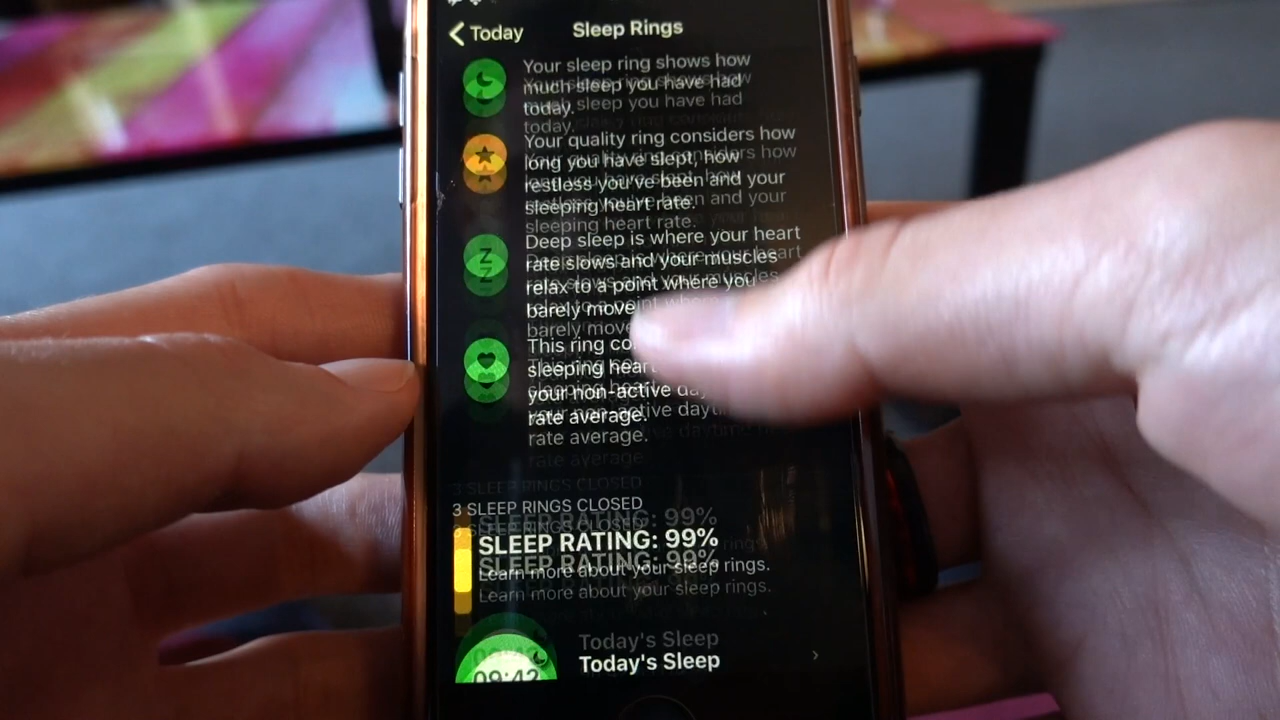 Today
Sleep Rings
Your sleep ring shows how
much sleep you have had
today.
Your quality ring considers how
long you have slept, how
restless you've been and your
sleeping heart rate.
Deep sleep is where your heart
rate slows and your muscles
relax to a point where you
barely move
This ring
sleeping heart
your non-active
rate average.
3 SLEEP RINGS CLOSED
SLEEP RATING: 99%
Learn more about your sleep rings.
Today's Sleep
09:42